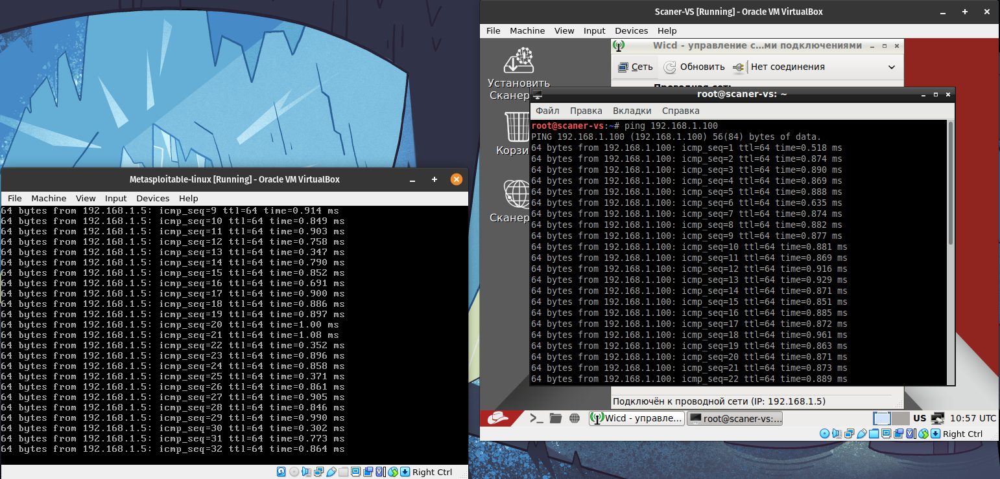 Metasploitable-linux [Running] - Oracle VM VirtualBox
File Machine View Input Devices Help
64 bytes from 192.168.1.5: icmp_seq=9 ttl=64 time=0.914 ms
64 bytes from 192.168.1.5: icmp_seq=10 ttl=64 time=0.849 ms
64 bytes from 192.168.1.5: icmp_seq=11 ttl=64 time=0.903 ms
64 bytes from 192.168.1.5: icmp_seq=12 ttl=64 time=0.758 ms
64 bytes from 192.168.1.5: icmp_seq=13 ttl=64 time=0.347 ms
64 bytes from 192.168.1.5: icmp_seq=14 ttl=64 time=0.790 ms
64 bytes from 192.168.1.5: icmp_seq=15 ttl=64 time=0.852 ms
64 bytes from 192.168.1.5: icmp_seq=16 ttl=64 time=0.691 ms
64 bytes from 192.168.1.5: icmp_seq=17 ttl=64 time=0.900 ms
64 bytes from 192.168.1.5: icmp_seq=18 ttl=64 time=0.886 ms
64 bytes from 192.168.1.5: icmp_seq=19 ttl=64 time=0.897 ms
64 bytes from 192.168.1.5: icmp_seq=20 ttl=64 time=1.00 ms
64 bytes from 192.168.1.5: icmp_seq=21 ttl=64 time=1.08 ms
64 bytes from 192.168.1.5: icmp_seq=22 ttl=64 time=0.352 ms
64 bytes from 192.168.1.5: icmp_seq=23 ttl=64 time=0.896 ms
64 bytes from 192.168.1.5: icmp_seq=24 ttl=64 time=0.858 ms
64 bytes from 192.168.1.5: icmp_seq=25 ttl=64 time=0.371 ms
64 bytes from 192.168.1.5: icmp_seq=26 ttl=64 time=0.861 ms
64 bytes from 192.168.1.5: icmp_seq=27 ttl=64 time=0.905 ms
64 bytes from 192.168.1.5: icmp_seq=28 ttl=64 time=0.846 ms
64 bytes from 192.168.1.5: icmp_seq=29 ttl=64 time=0.990 ms
64 bytes from 192.168.1.5: icmp_seq=30 ttl=64 time=0.302 ms
64 bytes from 192.168.1.5: icmp_seq=31 ttl=64 time=0.773 ms
64 bytes from 192.168.1.5: icmp_seq=32 ttl=64 time=0.864 ms
Right Ctrl
Scaner-VS [Running] - Oracle VM VirtualBox
File Machine View Input Devices Help
Установить
Сканер
Корзи
Сканер
Wicd - управление с...ми подключениями
Сеть Обновить Нет соединения
Проводная сеть
root@scaner-vs: ~
Файл Правка Вкладки Справка
root@scaner-vs:~# ping 192.168.1.100
PING 192.168.1.100 (192.168.1.100) 56(84) bytes of data.
64 bytes from 192.168.1.100: icmp_seq=1 ttl=64 time=0.518 ms
64 bytes from 192.168.1.100: icmp_seq=2 ttl=64 time=0.874 ms
64 bytes from 192.168.1.100: icmp_seq=3 ttl=64 time=0.890 ms
64 bytes from 192.168.1.100: icmp_seq=4 ttl=64 time=0.869 ms
64 bytes from 192.168.1.100: icmp_seq=5 ttl=64 time=0.888 ms
64 bytes from 192.168.1.100: icmp_seq=6 ttl=64 time=0.635 ms
64 bytes from 192.168.1.100: icmp_seq=7 ttl=64 time=0.874 ms
64 bytes from 192.168.1.100: icmp_seq=8 ttl=64 time=0.882 ms
64 bytes from 192.168.1.100: icmp_seq=9 ttl=64 time=0.877 ms
64 bytes from 192.168.1.100: icmp_seq=10 ttl=64 time=0.881 ms
64 bytes from 192.168.1.100: icmp_seq=11 ttl=64 time=0.869 ms
64 bytes from 192.168.1.100: icmp_seq=12 ttl=64 time=0.916 ms
64 bytes from 192.168.1.100: icmp_seq=13 ttl=64 time=0.929 ms
64 bytes from 192.168.1.100: icmp_seq=14 ttl=64 time=0.871 ms
64 bytes from 192.168.1.100: icmp_seq=15 ttl=64 time=0.851 ms
64 bytes from 192.168.1.100: icmp_seq=16 ttl=64 time=0.885 ms
64 bytes from 192.168.1.100: icmp_seq=17 ttl=64 time=0.872 ms
64 bytes from 192.168.1.100: icmp_seq=18 ttl=64 time=0.961 ms
64 bytes from 192.168.1.100: icmp_seq=19 ttl=64 time=0.863 ms
64 bytes from 192.168.1.100: icmp_seq=20 ttl=64 time=0.871 ms
64 bytes from 192.168.1.100: icmp_seq=21 ttl=64 time=0.873 ms
64 bytes from 192.168.1.100: icmp_seq=22 ttl=64 time=0.889 ms
Подключён к проводной сети (IP: 192.168.1.5)
Wicd - управле... root@scaner-vs:... US 10:57 UTC
Right Ctrl